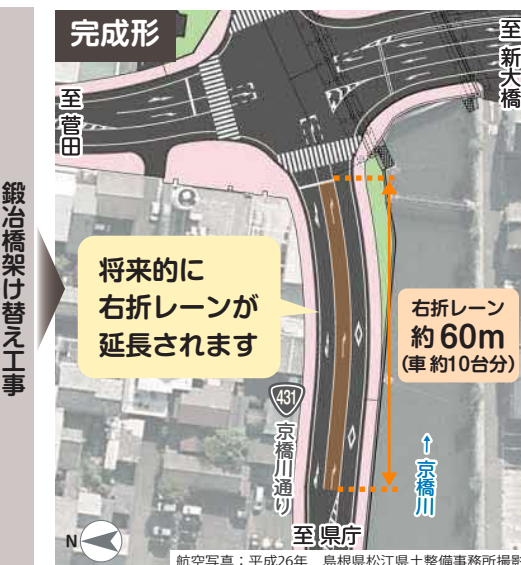 鍛冶橋架け替え工事
完成形
至 菅田
至 新大橋
将来的に
右折レーンが
延長されます
右折レーン
約60m
(車 約10台分)
431
京橋川通り
↑京橋川
至 県庁
N
航空写真：平成26年 島根県松江県土整備事務所撮影